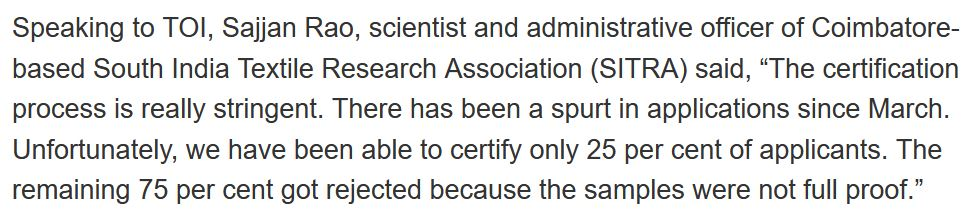 Speaking to TOI, Sajjan Rao, scientist and administrative officer of Coimbatore-
based South India Textile Research Association (SITRA) said, “The certification
process is really stringent. There has been a spurt in applications since March.
Unfortunately, we have been able to certify only 25 per cent of applicants. The
remaining 75 per cent got rejected because the samples were not full proof.”